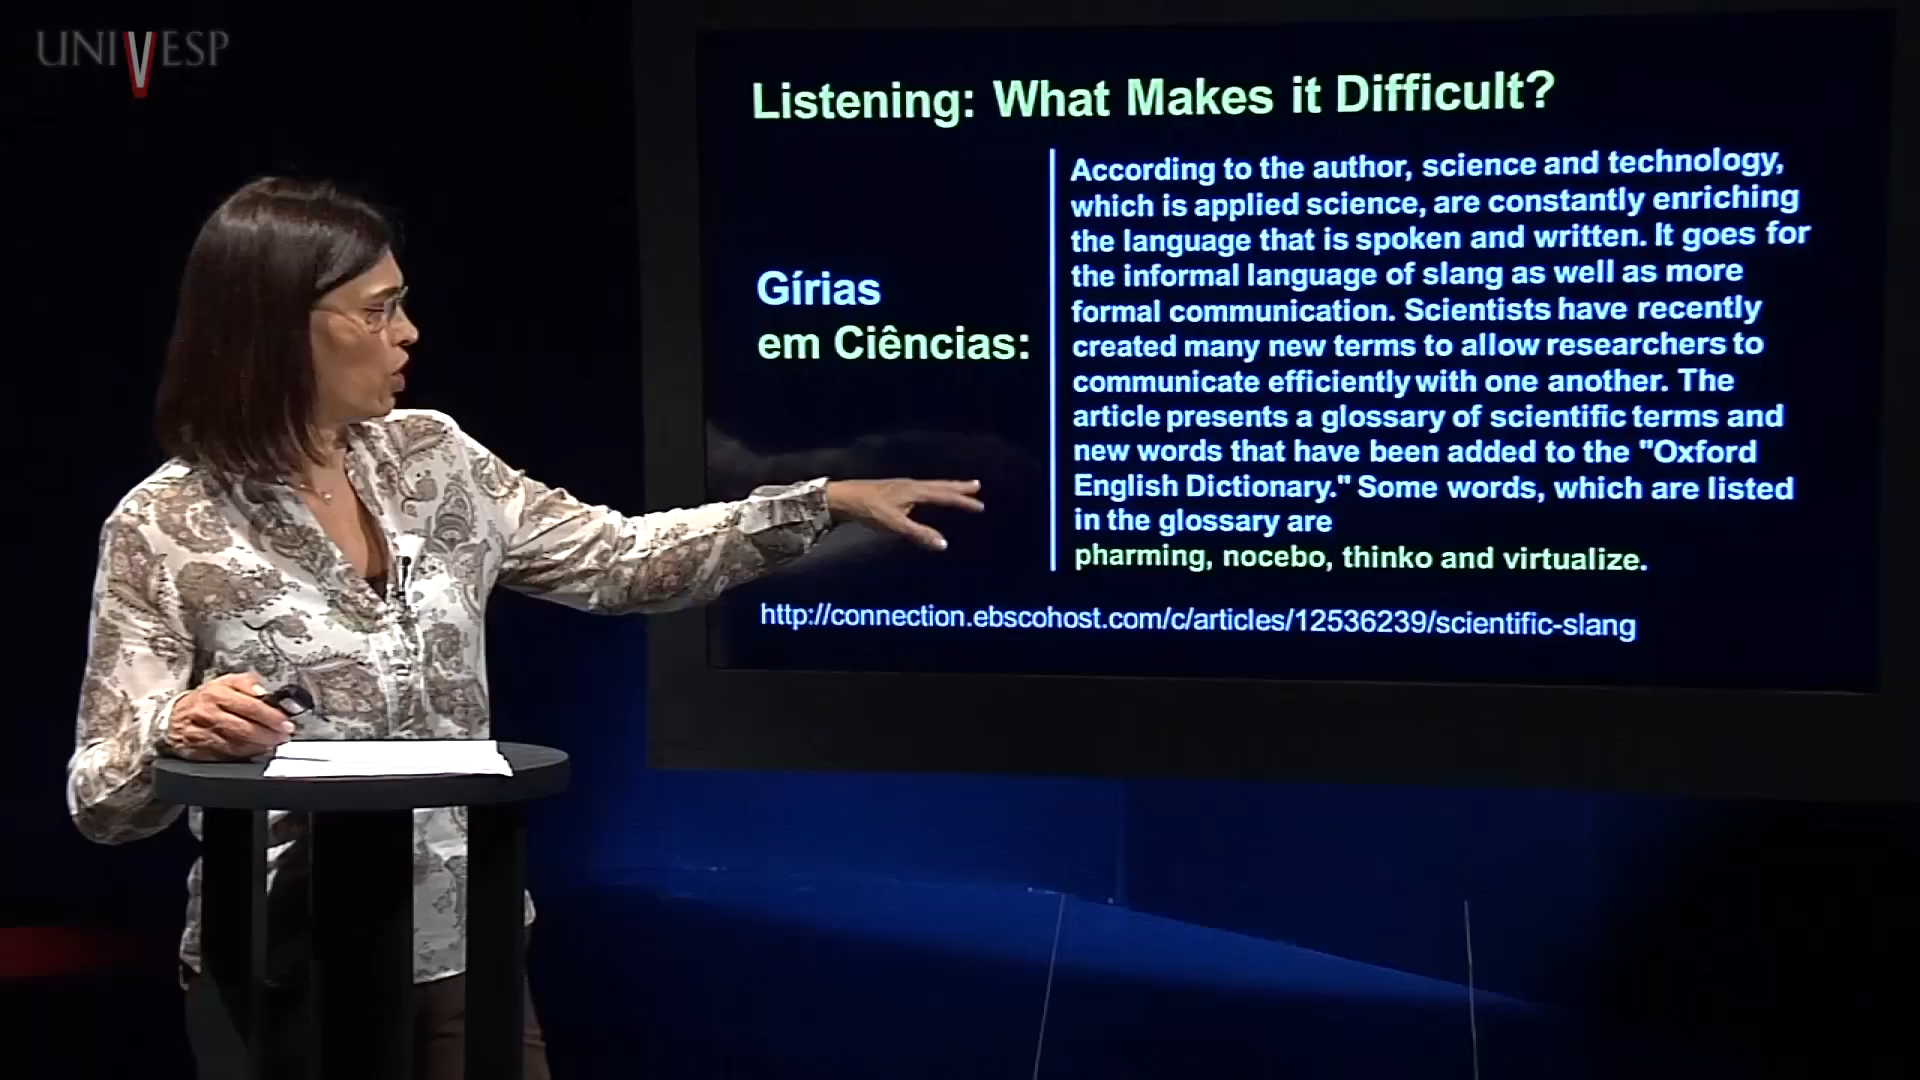 UNIVESP
Listening: What Makes it Difficult?
Gírias
em Ciências:
According to the author, science and technology,
which is applied science, are constantly enriching
the language that is spoken and written. It goes for
the informal language of slang as well as more
formal communication. Scientists have recently
created many new terms to allow researchers to
communicate efficiently with one another. The
article presents a glossary of scientific terms and
new words that have been added to the "Oxford
English Dictionary." Some words, which are listed
in the glossary are
pharming, nocebo, thinko and virtualize.
http://connection.ebscohost.com/c/articles/12536239/scientific-slang